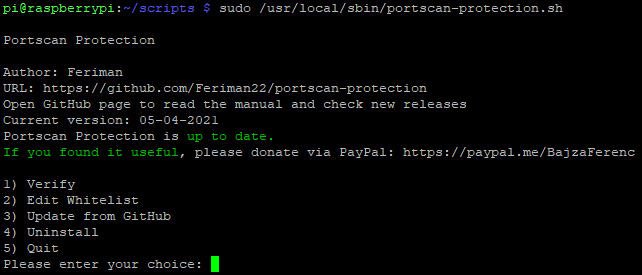 pi@raspberrypi:~/scripts $ sudo /usr/local/sbin/portscan-protection.sh
Portscan Protection
Author: Feriman
URL: https://github.com/Feriman22/portscan-protection
Open GitHub page to read the manual and check new releases
Current version: 05-04-2021
Portscan Protection is up to date.
If you found it useful, please donate via PayPal: https://paypal.me/BajzaFerenc
1) Verify
2) Edit Whitelist
3) Update from GitHub
4) Uninstall
5) Quit
Please enter your choice: